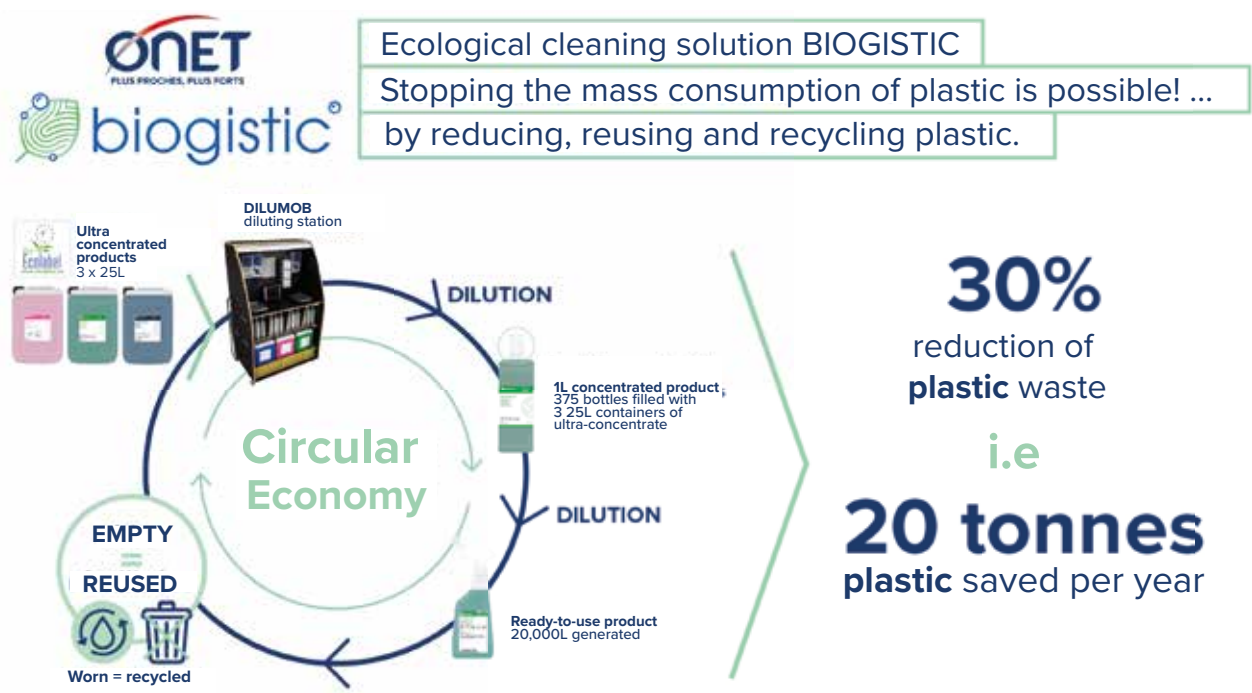 ONET
PLUS PROCHES, PLUS FORTS
biogistic
Ecological cleaning solution BIOGISTIC
Stopping the mass consumption of plastic is possible! ...
by reducing, reusing and recycling plastic.
Ecolabel
Ultra
concentrated
products
3 x 25L
DILUMOB
diluting station
DILUTION
1L concentrated product
375 bottles filled with
3 25L containers of
ultra-concentrate
Circular
Economy
DILUTION
EMPTY
=
REUSED
Worn = recycled
Ready-to-use product
20,000L generated
30%
reduction of
plastic waste
i.e
20 tonnes
plastic saved per year